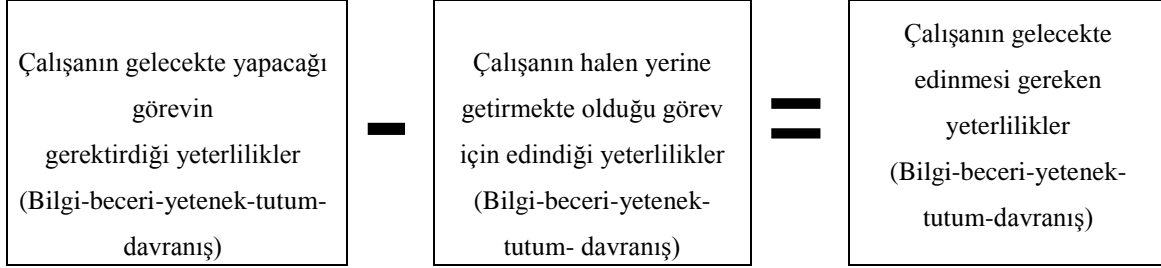 Çalışanın gelecekte yapacağı
görevin
gerektirdiği yeterlilikler
(Bilgi-beceri-yetenek-tutum-
davranış)
-
Çalışanın halen yerine
getirmekte olduğu görev
için edindiği yeterlilikler
(Bilgi-beceri-yetenek-
tutum- davranış)
=
Çalışanın gelecekte
edinmesi gereken
yeterlilikler
(Bilgi-beceri-yetenek-
tutum-davranış)